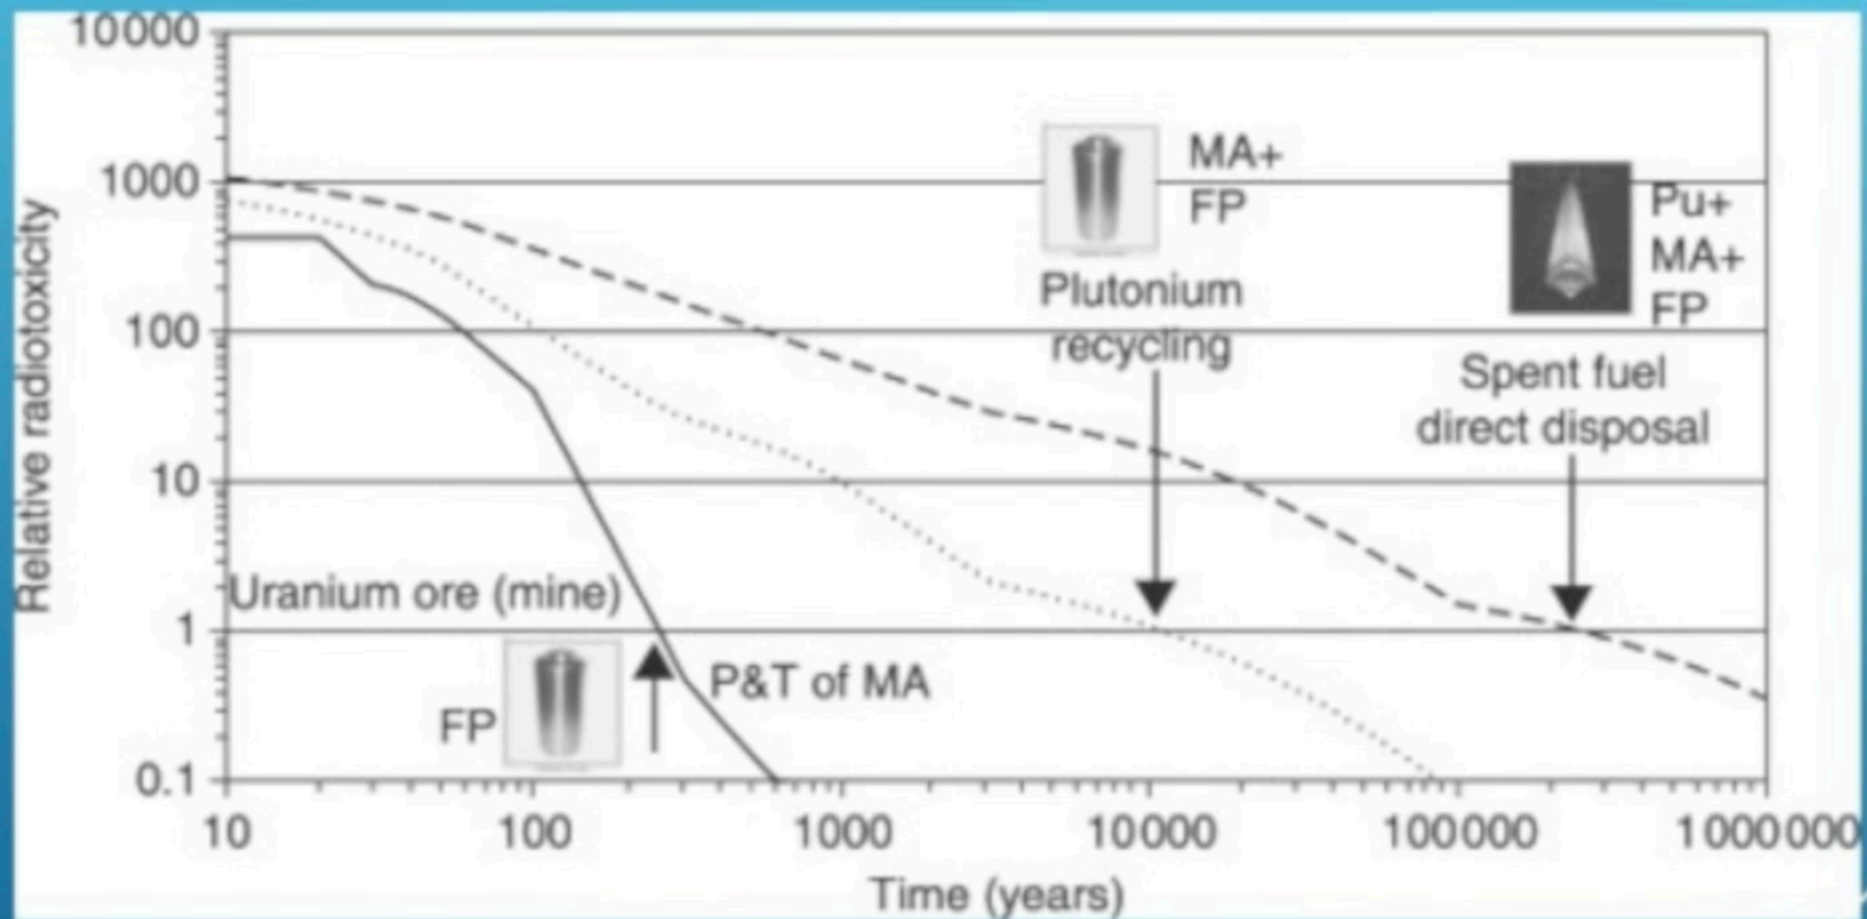 10000
1000
100
10
1
0.1
Relative radiotoxicity
MA+
FP
Plutonium
recycling
Pu+
MA+
FP
Spent fuel
direct disposal
Uranium ore (mine)
FP
P&T of MA
10
100
1000
10000
100000
1000000
Time (years)